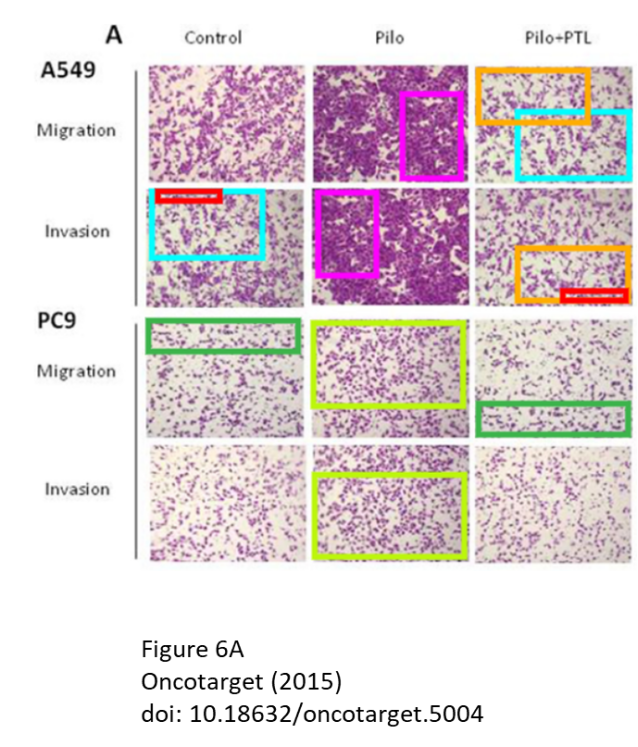 A
Control Pilo Pilo+PTL
A549
Migration
Invasion
PC9
Migration
Invasion
Figure 6A
Oncotarget (2015)
doi: 10.18632/oncotarget.5004